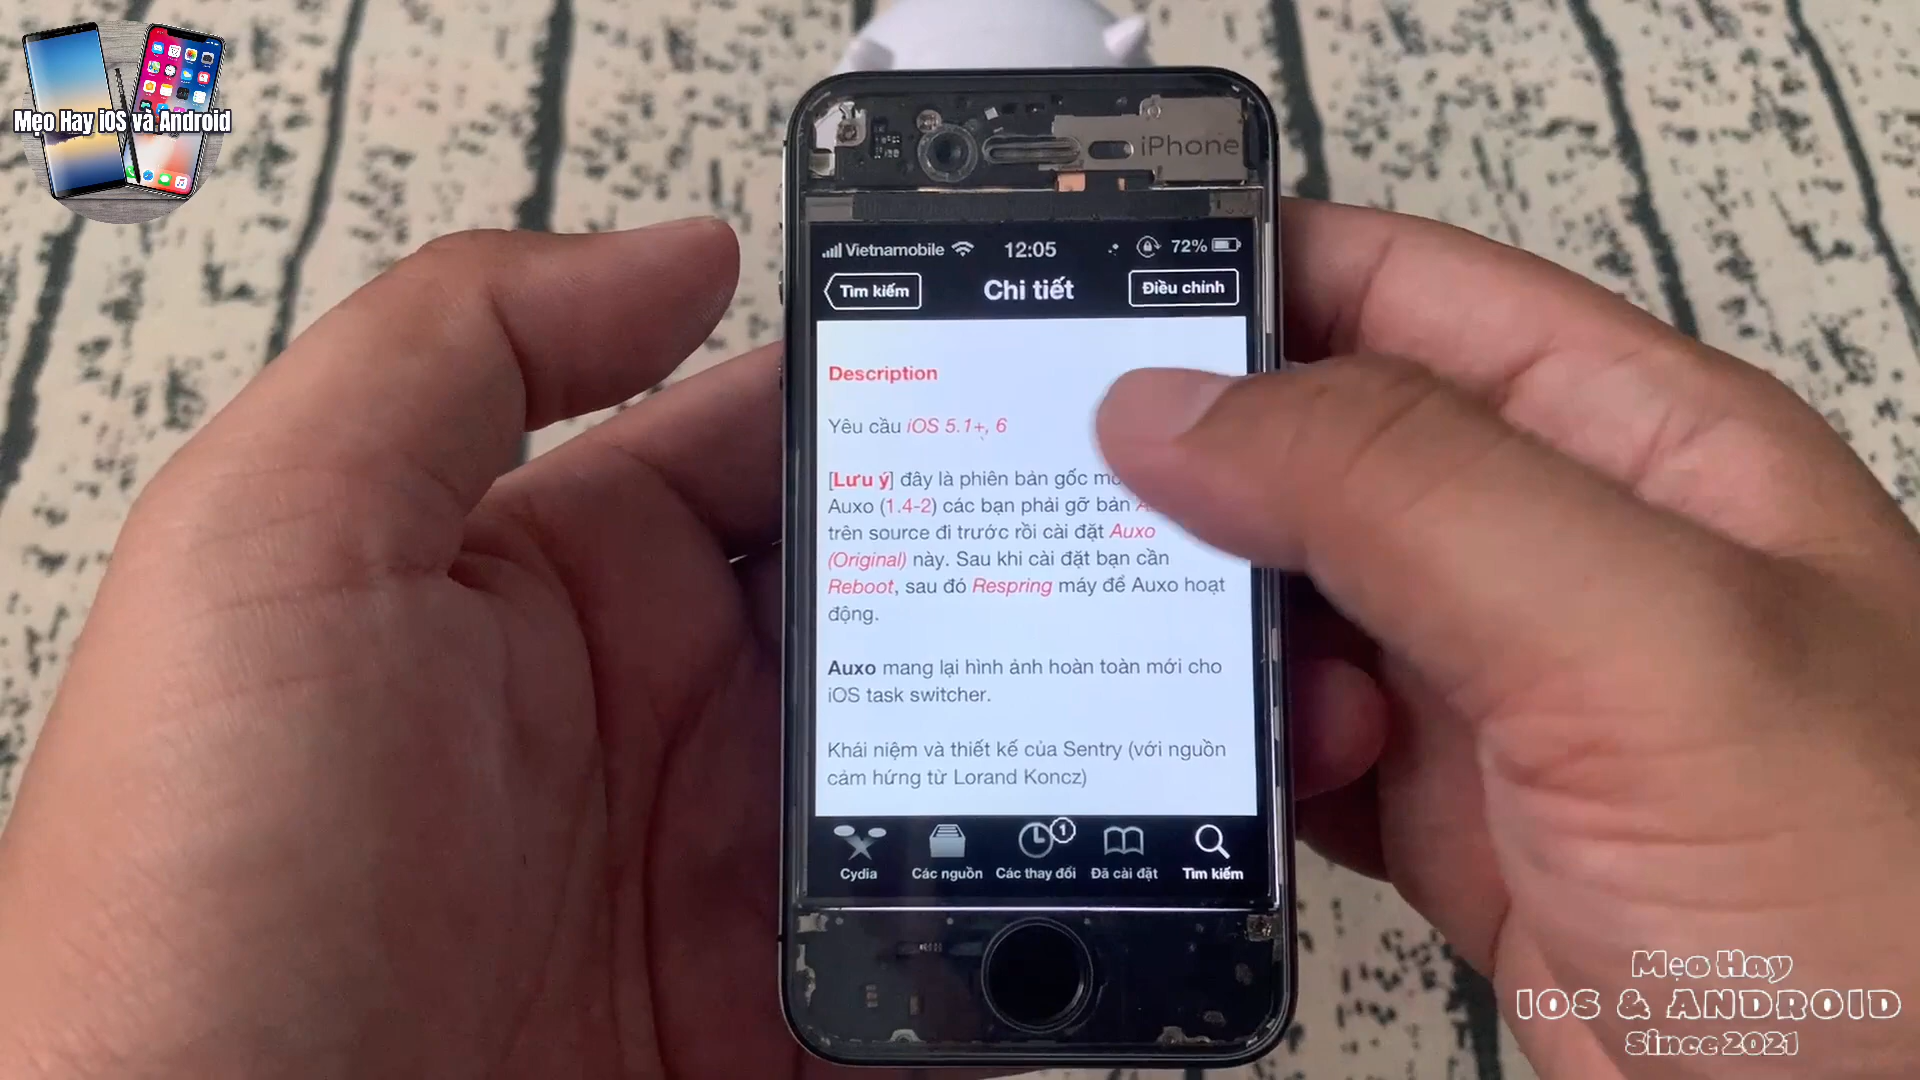 Mẹo Hay iOS và Android
iPhone
Vietnamobile 12:05 72%
Tìm kiếm Chi tiết Điều chỉnh
Description
Yêu cầu iOS 5.1+, 6
[Lưu ý] đây là phiên bản gốc
Auxo (1.4-2) các bạn phải gỡ bản
trên source đi trước rồi cài đặt Auxo
(Original) này. Sau khi cài đặt bạn cần
Reboot, sau đó Respring máy để Auxo hoạt
động.
Auxo mang lại hình ảnh hoàn toàn mới cho
iOS task switcher.
Khái niệm và thiết kế của Sentry (với nguồn
cảm hứng từ Lorand Koncz)
1
Cydia Các nguồn Các thay đổi Đã cài đặt Tìm kiếm
Mẹo Hay
IOS & ANDROID
Since 2021